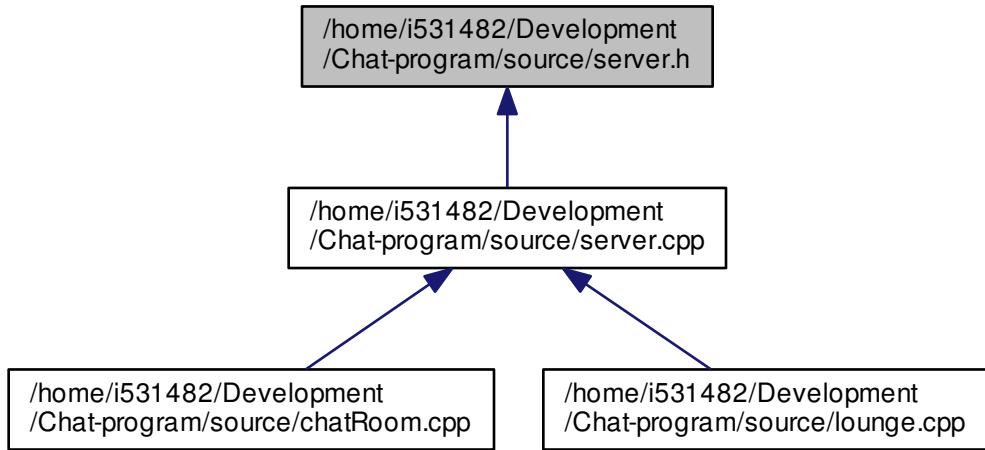 /home/i531482/Development
/Chat-program/source/server.h
/home/i531482/Development
/Chat-program/source/server.cpp
/home/i531482/Development
/Chat-program/source/chatRoom.cpp
/home/i531482/Development
/Chat-program/source/lounge.cpp